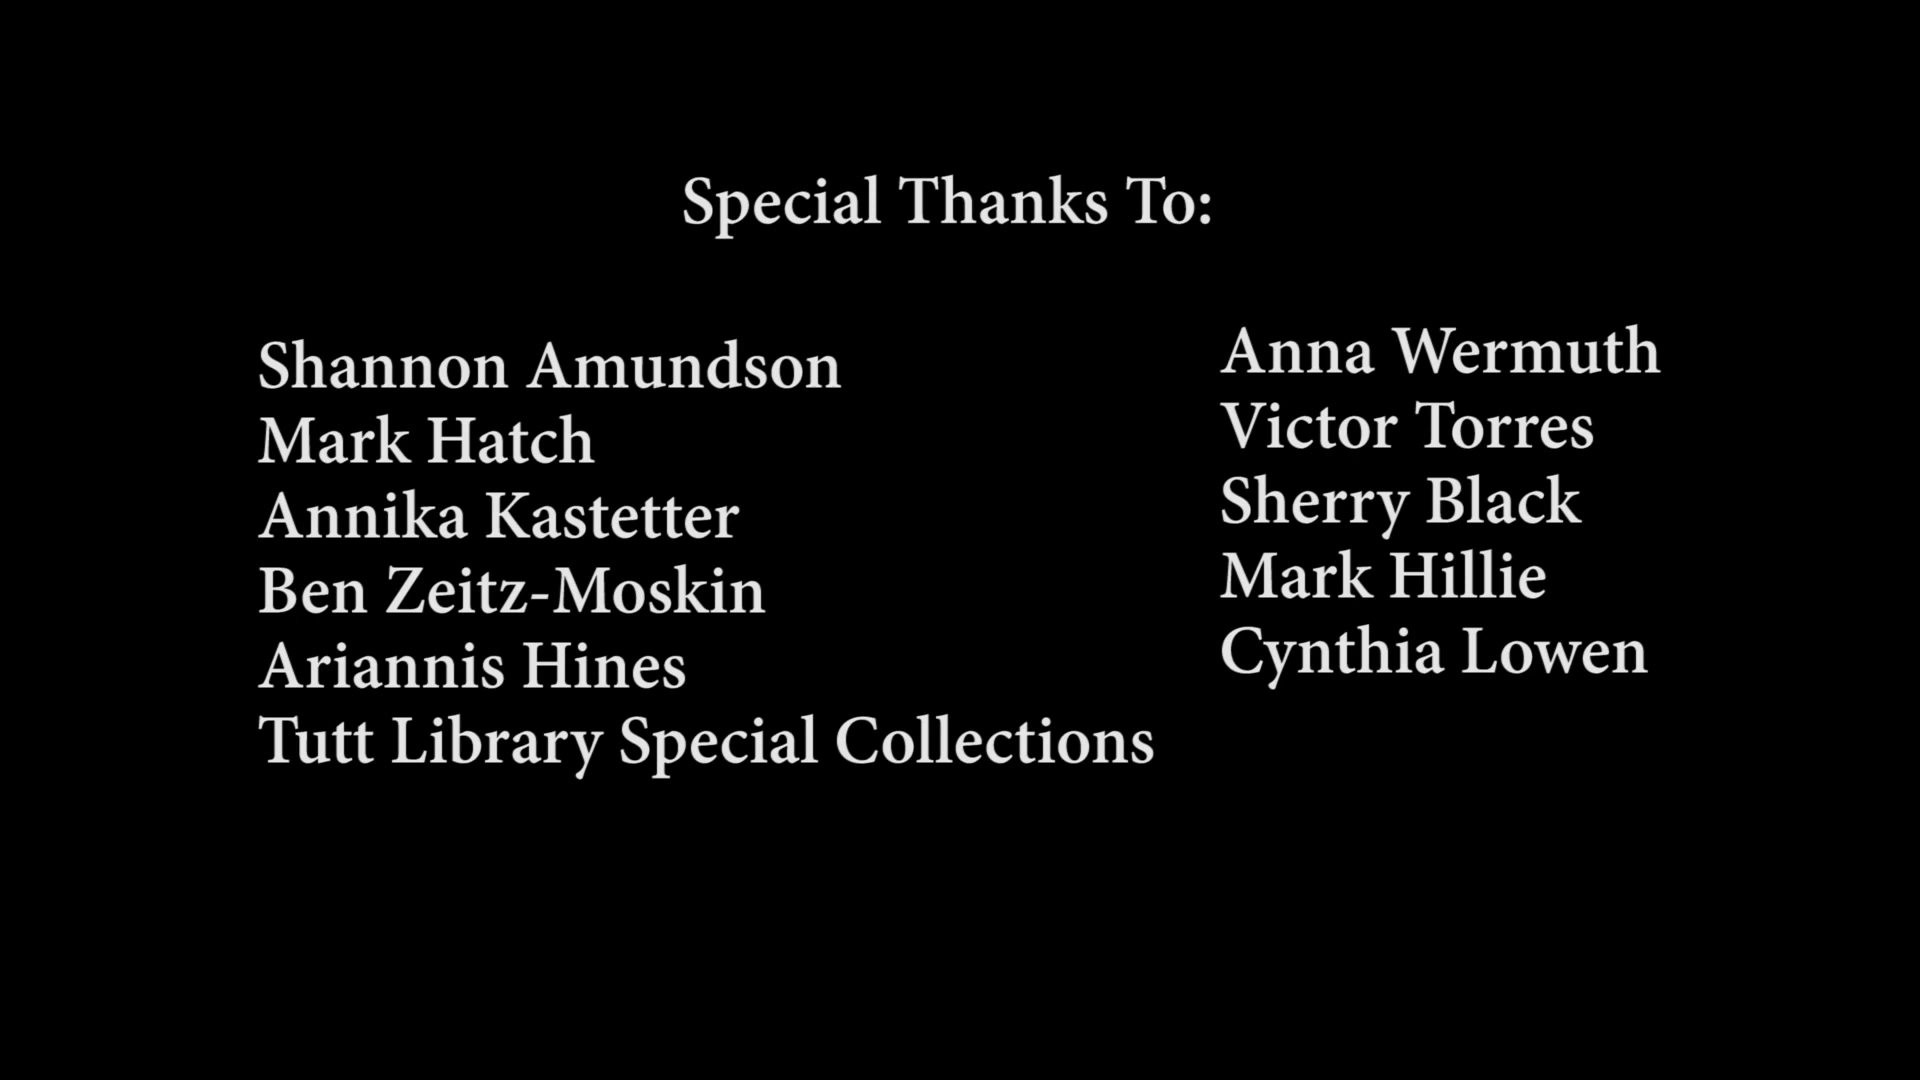 Special Thanks To:
Shannon Amundson
Mark Hatch
Annika Kastetter
Ben Zeitz-Moskin
Ariannis Hines
Tutt Library Special Collections
Anna Wermuth
Victor Torres
Sherry Black
Mark Hillie
Cynthia Lowen